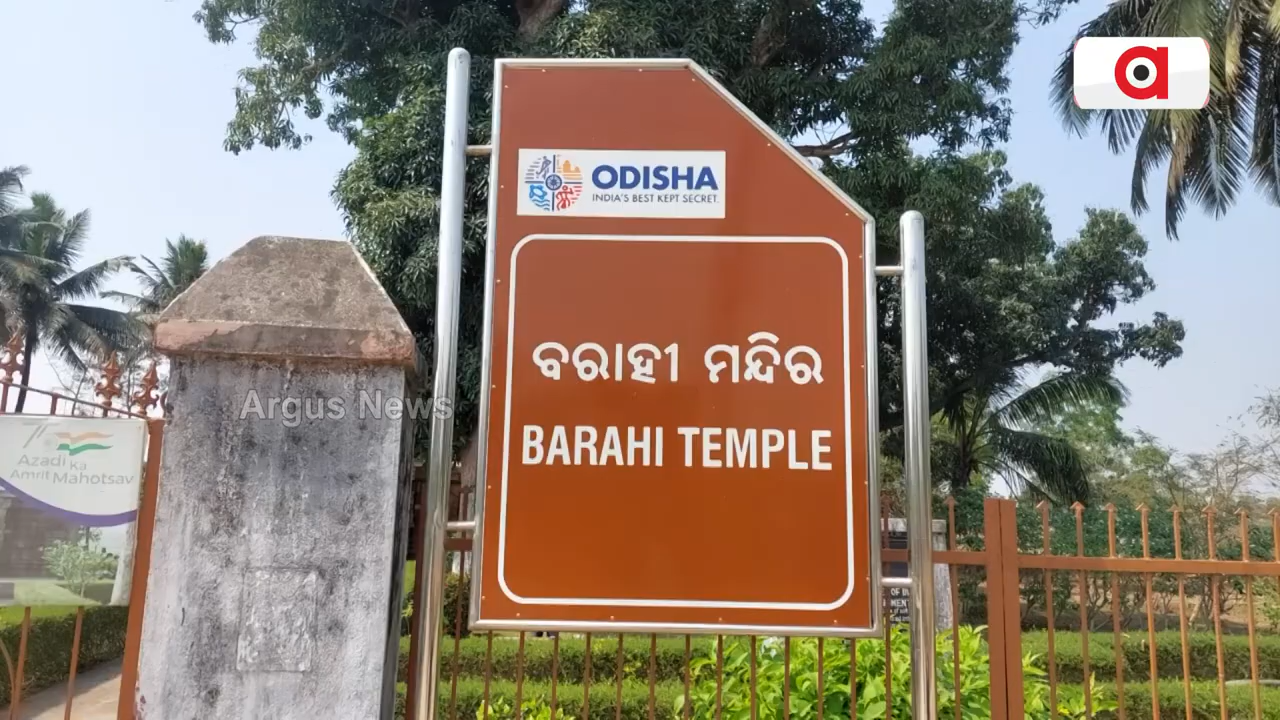 ODISHA
INDIA'S BEST KEPT SECRET.
ବରାହୀ ମନ୍ଦିର
BARAHI TEMPLE
Argus News
Azadi Ka
Amrit Mahotsav